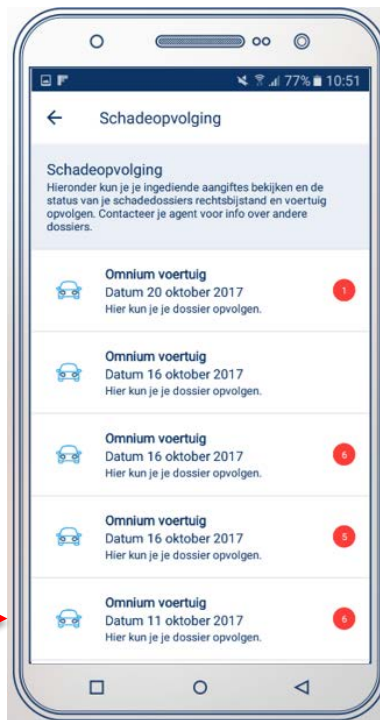 77% 10:51
Schadeopvolging
Schadeopvolging
Hieronder kun je je ingediende aangiftes bekijken en de
status van je schadedossiers rechtsbijstand en voertuig
opvolgen. Contacteer je agent voor info over andere
dossiers.
Omnium voertuig
Datum 20 oktober 2017
1
Hier kun je je dossier opvolgen.
Omnium voertuig
Datum 16 oktober 2017
Hier kun je je dossier opvolgen.
Omnium voertuig
Datum 16 oktober 2017
6
Hier kun je je dossier opvolgen.
Omnium voertuig
Datum 16 oktober 2017
5
Hier kun je je dossier opvolgen.
Omnium voertuig
Datum 11 oktober 2017
6
Hier kun je je dossier opvolgen.